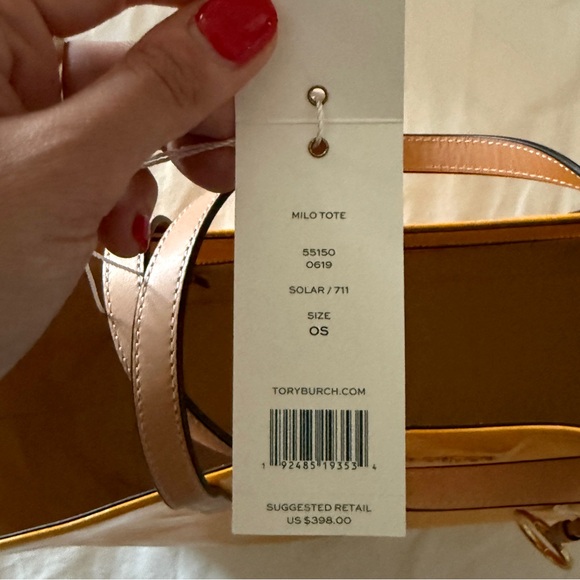 MILO TOTE
55150
0619
SOLAR / 711
SIZE
OS
TORYBURCH.COM
1 92485 19353 4
SUGGESTED RETAIL
US $398.00